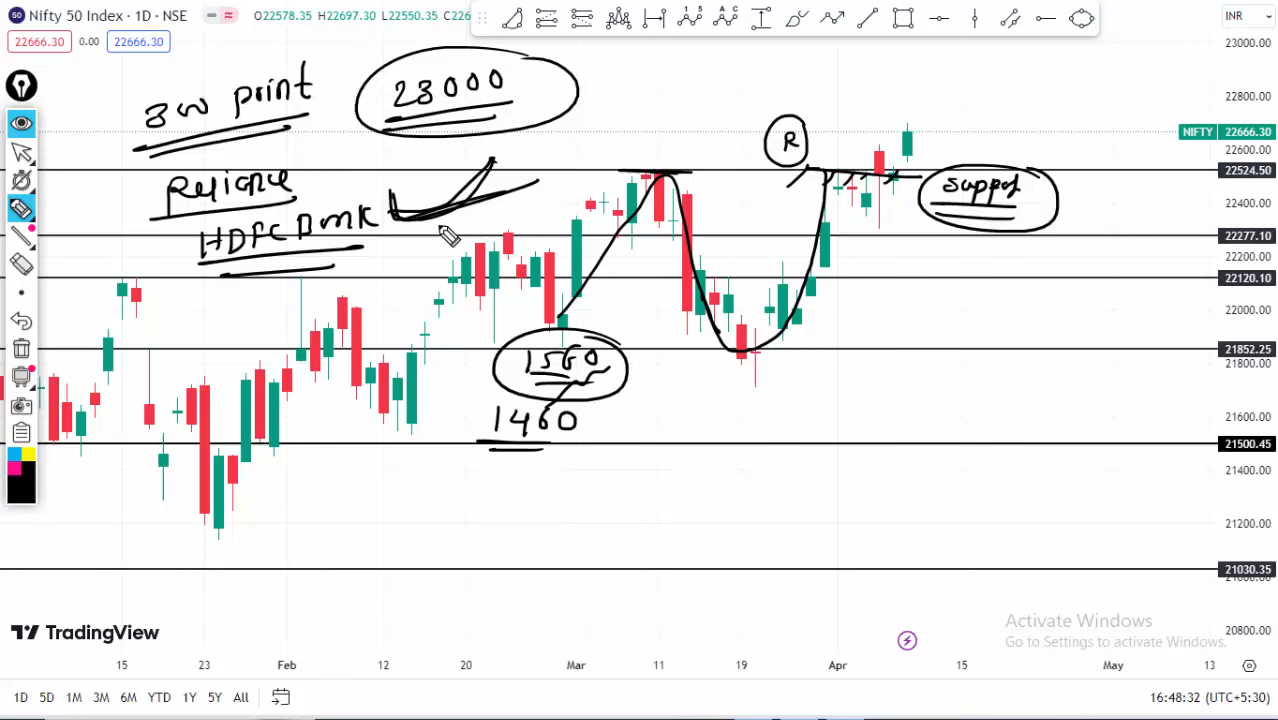 Nifty 50 Index · 1D · NSE
O22578.35 H22697.30 L22550.35
INR
22666.30 0.00 22666.30
print
23000
R
Reliance
HDFC Bank
1560
1460
23000.00
22800.00
NIFTY 22666.30
22600.00
22524.50
22400.00
22277.10
22200.00
22120.10
22000.00
21852.25
21800.00
21600.00
21500.45
21400.00
21200.00
21030.35
21000.00
20800.00
TradingView
Activate Windows
Go to Settings to activate Windows.
15 23 Feb 12 20 Mar 11 19 Apr 15 May 13
1D 5D 1M 3M 6M YTD 1Y 5Y All
16:48:32 (UTC+5:30)